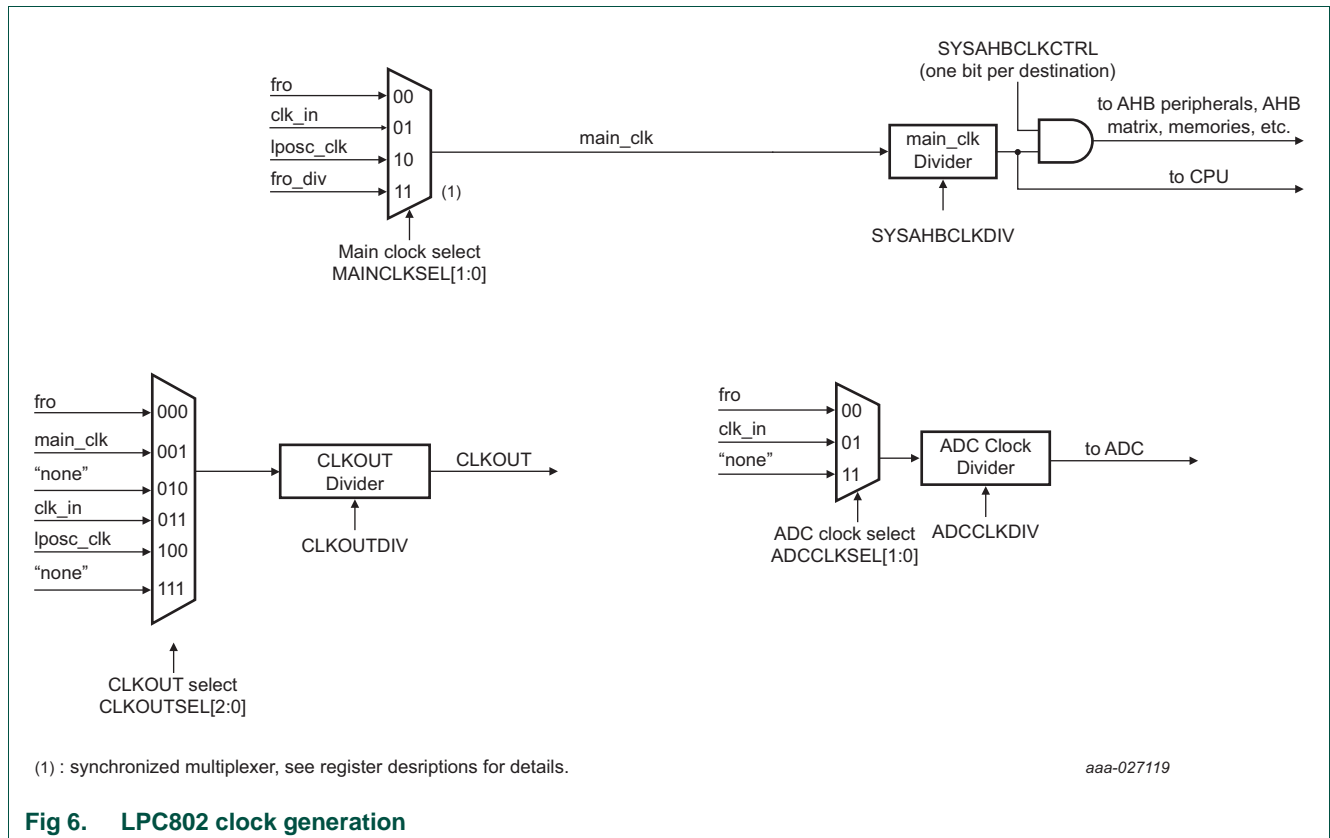 SYSAHBCLKCTRL
(one bit per destination)
fro
00
clk_in
01
lposc_clk
10
fro_div
11
(1)
main_clk
main_clk
Divider
to AHB peripherals, AHB
matrix, memories, etc.
to CPU
SYSAHBCLKDIV
Main clock select
MAINCLKSEL[1:0]
fro
000
main_clk
001
“none”
010
clk_in
011
lposc_clk
100
“none”
111
CLKOUT
Divider
CLKOUT
CLKOUTDIV
CLKOUT select
CLKOUTSEL[2:0]
fro
00
clk_in
01
“none”
11
ADC Clock
Divider
to ADC
ADC clock select
ADCCLKSEL[1:0]
ADCCLKDIV
(1) : synchronized multiplexer, see register desriptions for details.
aaa-027119
Fig 6. LPC802 clock generation